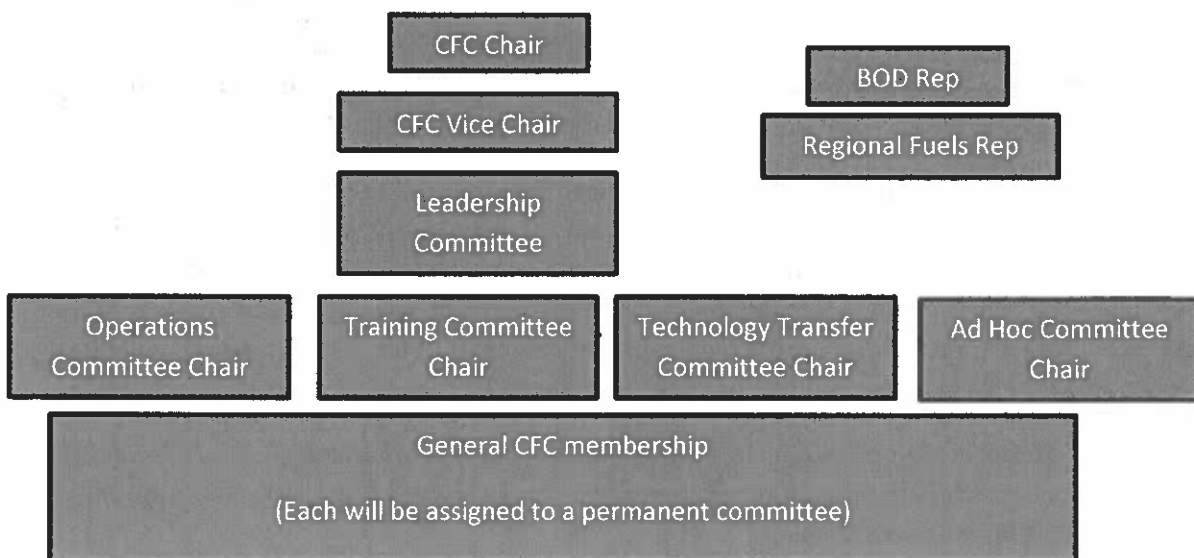 CFC Chair
BOD Rep
CFC Vice Chair
Regional Fuels Rep
Leadership
Committee
Operations
Committee Chair
Training Committee
Chair
Technology Transfer
Committee Chair
Ad Hoc Committee
Chair
General CFC membership
(Each will be assigned to a permanent committee)